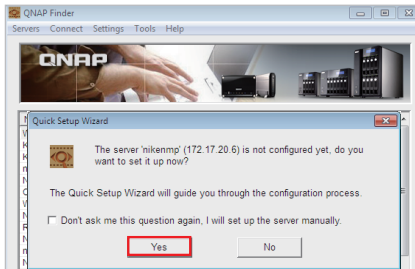 QNAP Finder
Servers Connect Settings Tools Help
QNAP
Quick Setup Wizard
The server 'nikenmp' (172.17.20.6) is not configured yet, do you
want to set it up now?
The Quick Setup Wizard will guide you through the configuration process.
Don't ask me this question again, I will set up the server manually.
Yes
No